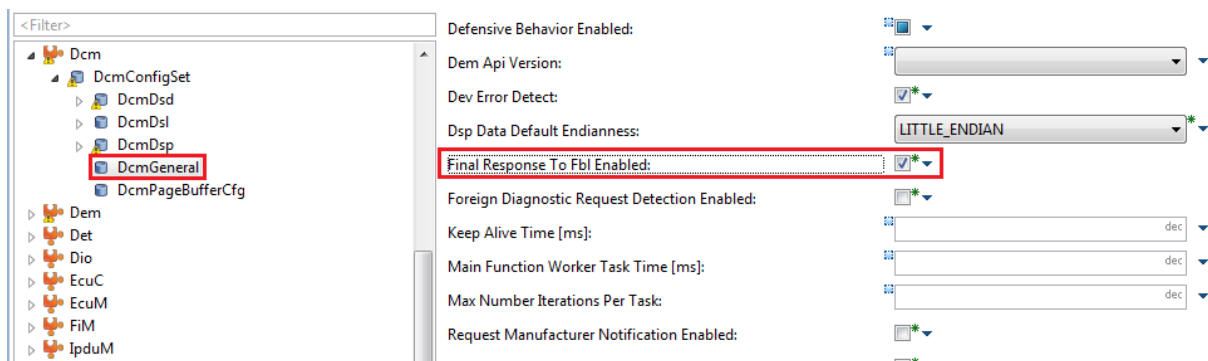 <Filter>
Dcm
DcmConfigSet
DcmDsd
DcmDsl
DcmDsp
DcmGeneral
DcmPageBufferCfg
Dem
Det
Dio
EcuC
EcuM
FiM
IpduM
Defensive Behavior Enabled:
Dem Api Version:
Dev Error Detect:
Dsp Data Default Endianness: LITTLE_ENDIAN
Final Response To Fbl Enabled:
Foreign Diagnostic Request Detection Enabled:
Keep Alive Time [ms]: dec
Main Function Worker Task Time [ms]: dec
Max Number Iterations Per Task: dec
Request Manufacturer Notification Enabled: